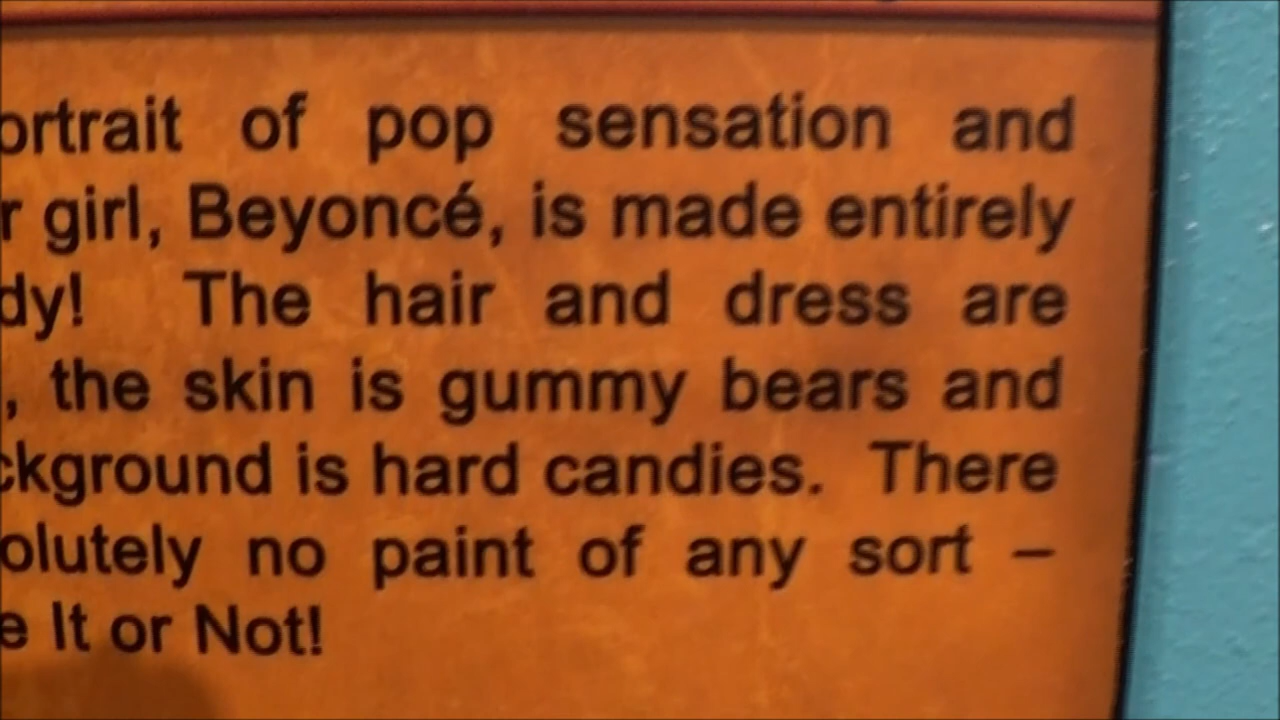 ortrait of pop sensation and
r girl, Beyoncé, is made entirely
dy! The hair and dress are
, the skin is gummy bears and
ckground is hard candies. There
olutely no paint of any sort –
e It or Not!